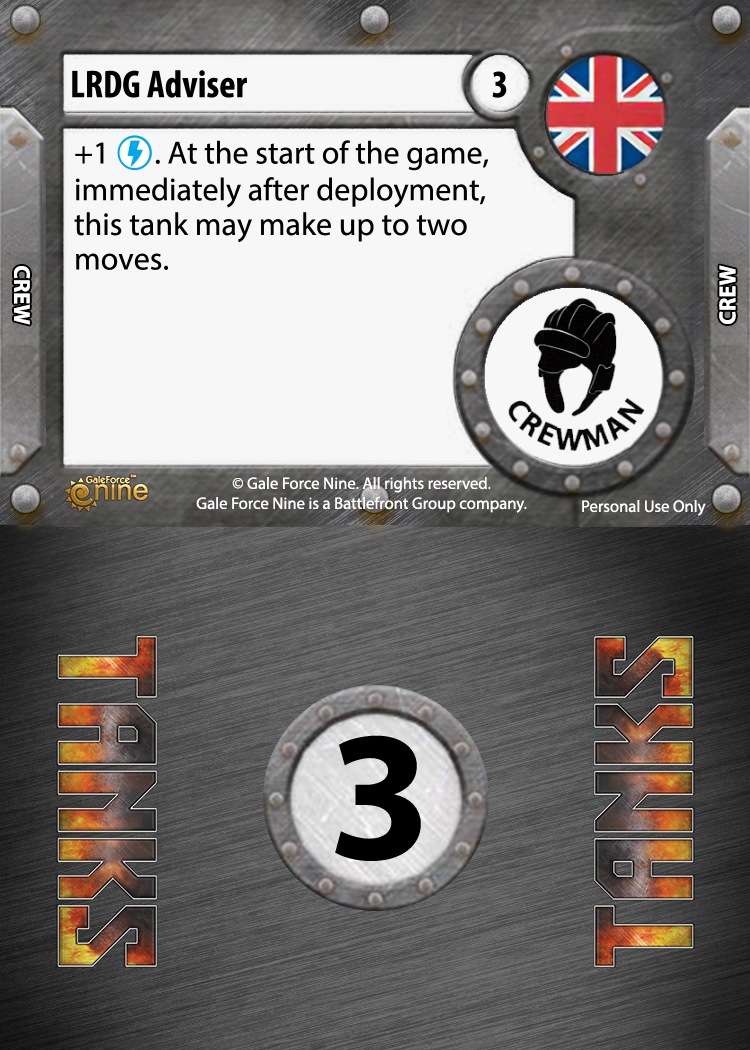 LRDG Adviser
3
+1 . At the start of the game,
immediately after deployment,
this tank may make up to two
moves.
CREW
CREW
CREWMAN
GaleForce™
nine
© Gale Force Nine. All rights reserved.
Gale Force Nine is a Battlefront Group company.
Personal Use Only
TANKS
3
TANKS